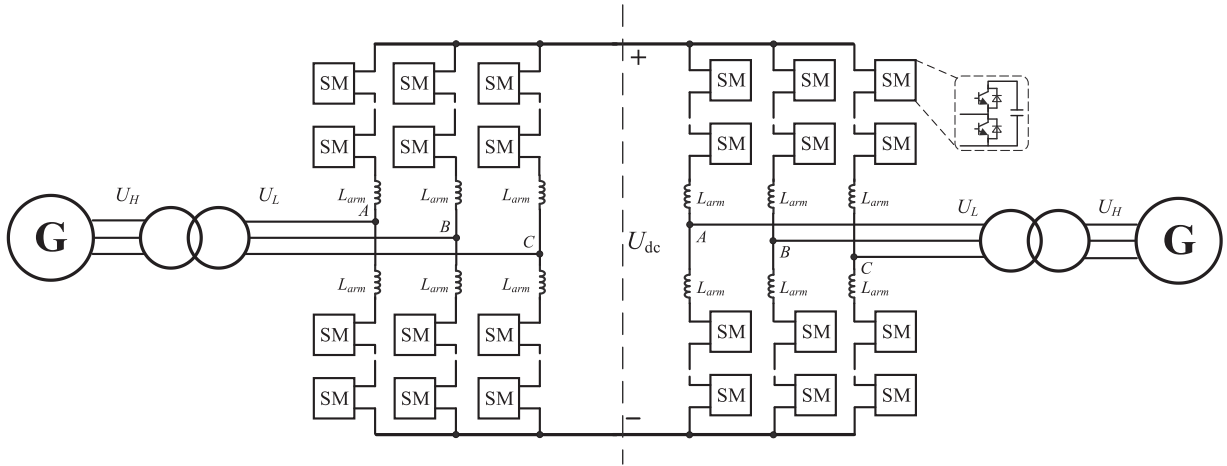 +
SM SM SM SM SM SM
SM SM SM SM SM SM
U_H U_L L_arm L_arm L_arm L_arm L_arm L_arm U_L U_H
A
G B C U_dc A B C G
L_arm L_arm L_arm L_arm L_arm L_arm
SM SM SM SM SM SM
SM SM SM SM SM SM
−